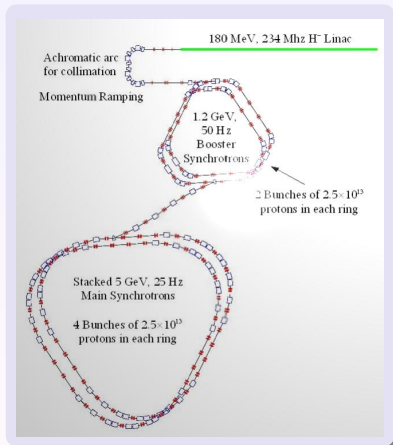 180 MeV, 234 Mhz H⁻ Linac
Achromatic arc
for collimation
Momentum Ramping
1.2 GeV,
50 Hz
Booster
Synchrotrons
2 Bunches of 2.5×10¹³
protons in each ring
Stacked 5 GeV, 25 Hz
Main Synchrotrons
4 Bunches of 2.5×10¹³
protons in each ring